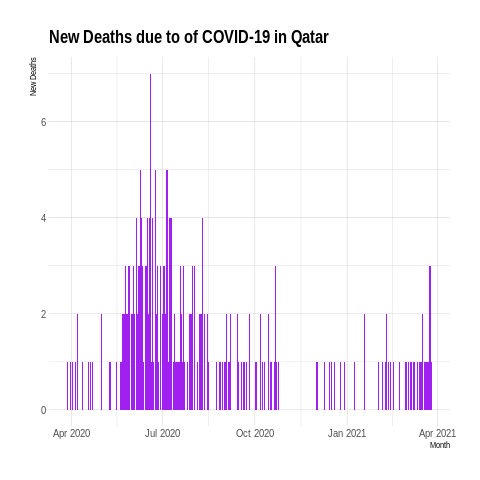 New Deaths due to of COVID-19 in Qatar
New Deaths
6
4
2
0
Apr 2020 Jul 2020 Oct 2020 Jan 2021 Apr 2021
Month